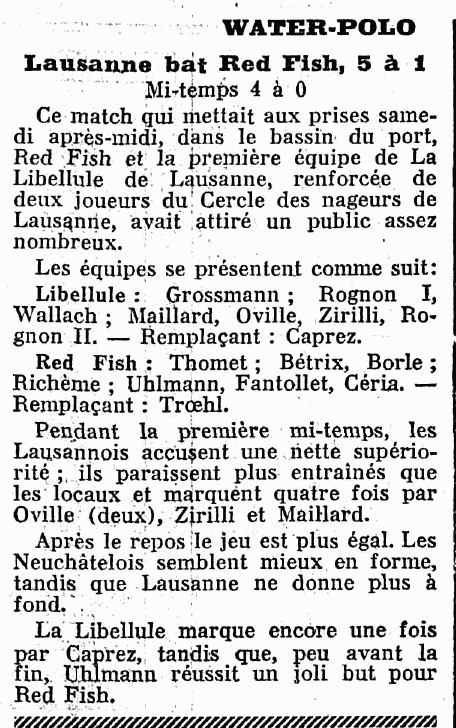 WATER-POLO
Lausanne bat Red Fish, 5 à 1
Mi-temps 4 à 0
Ce match qui mettait aux prises same-
di après-midi, dans le bassin du port,
Red Fish et la première équipe de La
Libellule de Lausanne, renforcée de
deux joueurs du Cercle des nageurs de
Lausanne, avait attiré un public assez
nombreux.
Les équipes se présentent comme suit:
Libellule : Grossmann ; Rognon I,
Wallach ; Maillard, Oville, Zirilli, Ro-
gnon II. — Remplaçant : Caprez.
Red Fish : Thomet ; Bétrix, Borle ;
Richème ; Uhlmann, Fantollet, Céria. —
Remplaçant : Trœhl.
Pendant la première mi-temps, les
Lausannois accusent une nette supério-
rité ; ils paraissent plus entraînés que
les locaux et marquent quatre fois par
Oville (deux), Zirilli et Maillard.
Après le repos le jeu est plus égal. Les
Neuchâtelois semblent mieux en forme,
tandis que Lausanne ne donne plus à
fond.
La Libellule marque encore une fois
par Caprez, tandis que, peu avant la
fin, Uhlmann réussit un joli but pour
Red Fish.